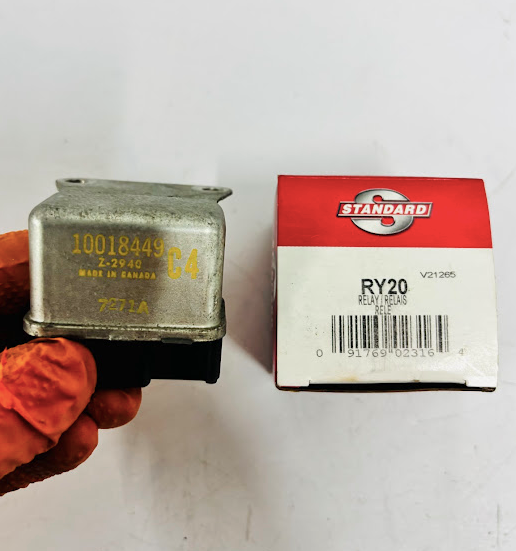 10018449
C4
Z-2940
MADE IN CANADA
7271A
S
STANDARD
V21265
RY20
RELAY / RELAIS
RELE
0 91769 02316 4